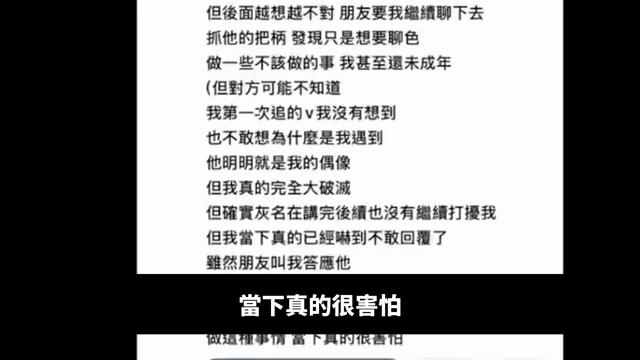 但後面越想越不對 朋友要我繼續聊下去
抓他的把柄 發現只是想要聊色
做一些不該做的事 我甚至還未成年
(但對方可能不知道
我第一次追的v我沒有想到
也不敢想為什麼是我遇到
他明明就是我的偶像
但我真的完全大破滅
但確實灰名在講完後續也沒有繼續打擾我
但我當下真的已經嚇到不敢回覆了
雖然朋友叫我答應他
當下真的很害怕
做這種事情 當下真的很害怕